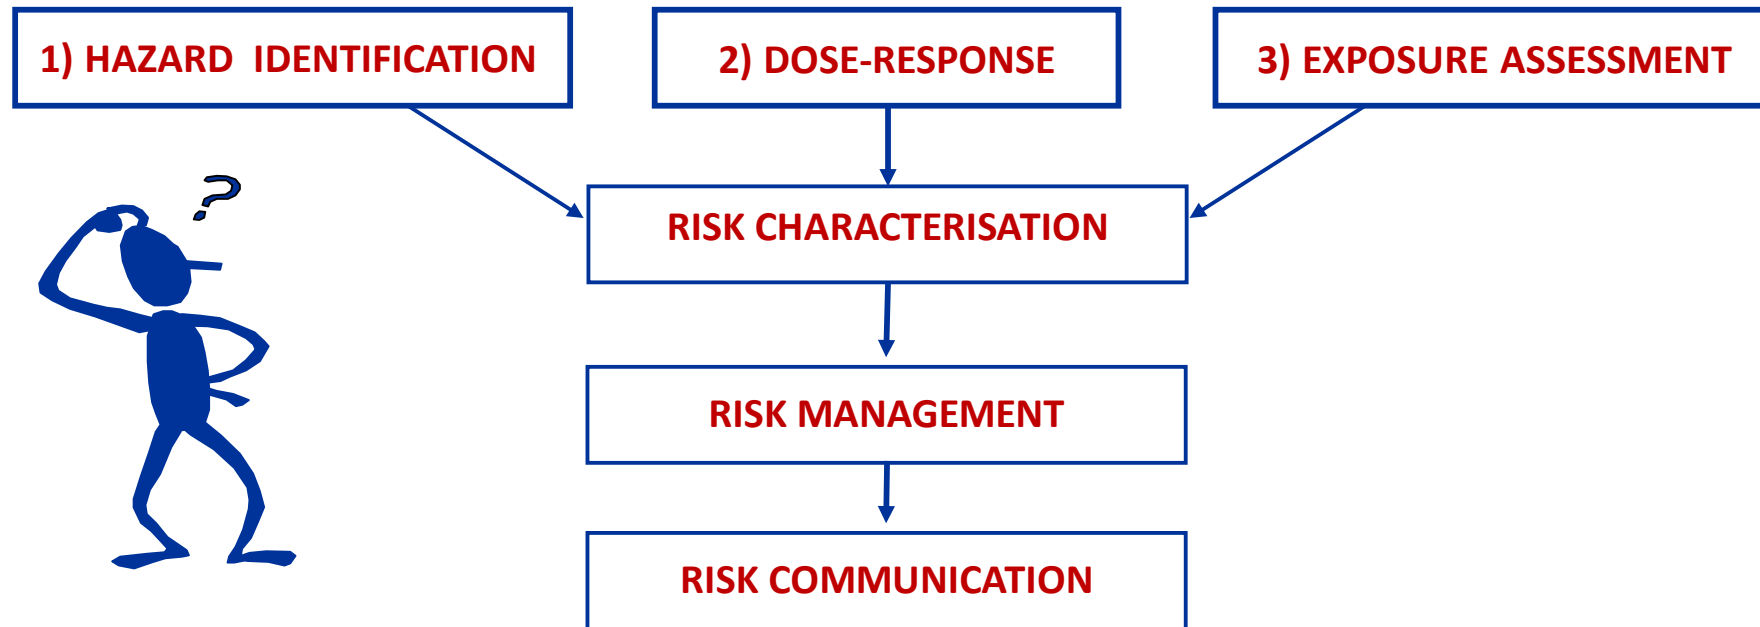 1) HAZARD IDENTIFICATION
2) DOSE-RESPONSE
3) EXPOSURE ASSESSMENT
?
RISK CHARACTERISATION
RISK MANAGEMENT
RISK COMMUNICATION